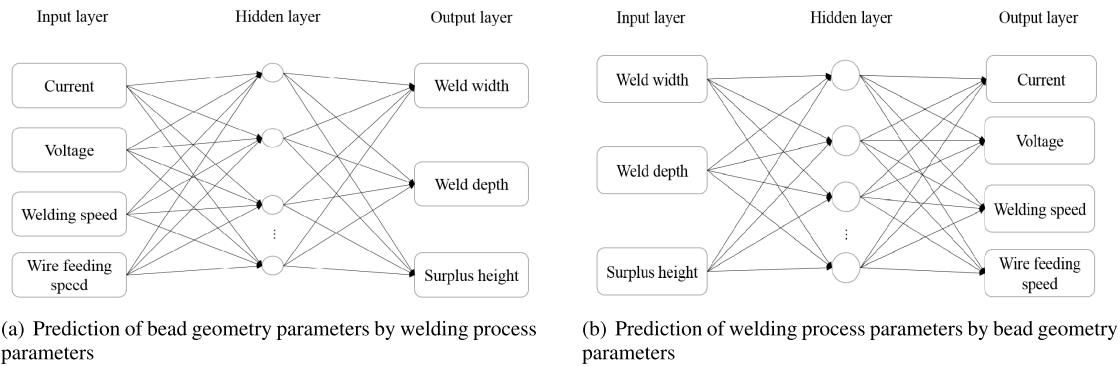 Input layer
Hidden layer
Output layer
Current
Voltage
Welding speed
Wire feeding
speed
⋮
Weld width
Weld depth
Surplus height
(a) Prediction of bead geometry parameters by welding process
parameters
Input layer
Hidden layer
Output layer
Weld width
Weld depth
Surplus height
⋮
Current
Voltage
Welding speed
Wire feeding
speed
(b) Prediction of welding process parameters by bead geometry
parameters